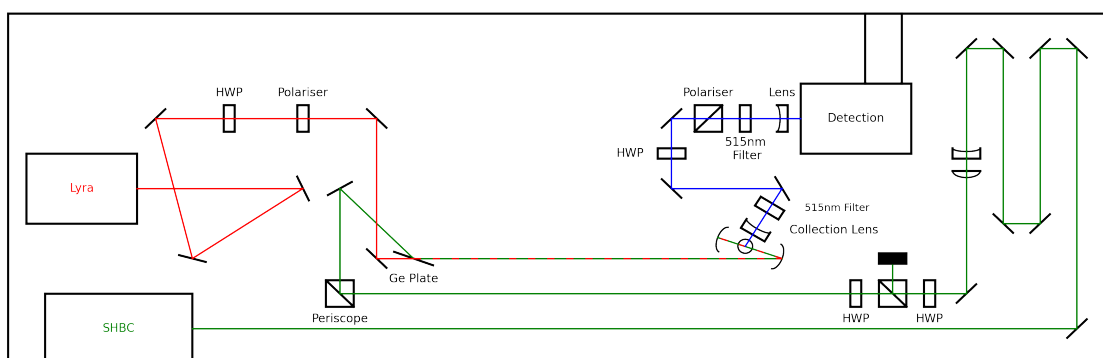 HWP
Polariser
Polariser
Lens
Detection
515nm
Filter
HWP
Lyra
515nm Filter
Collection Lens
Ge Plate
Periscope
HWP
HWP
SHBC